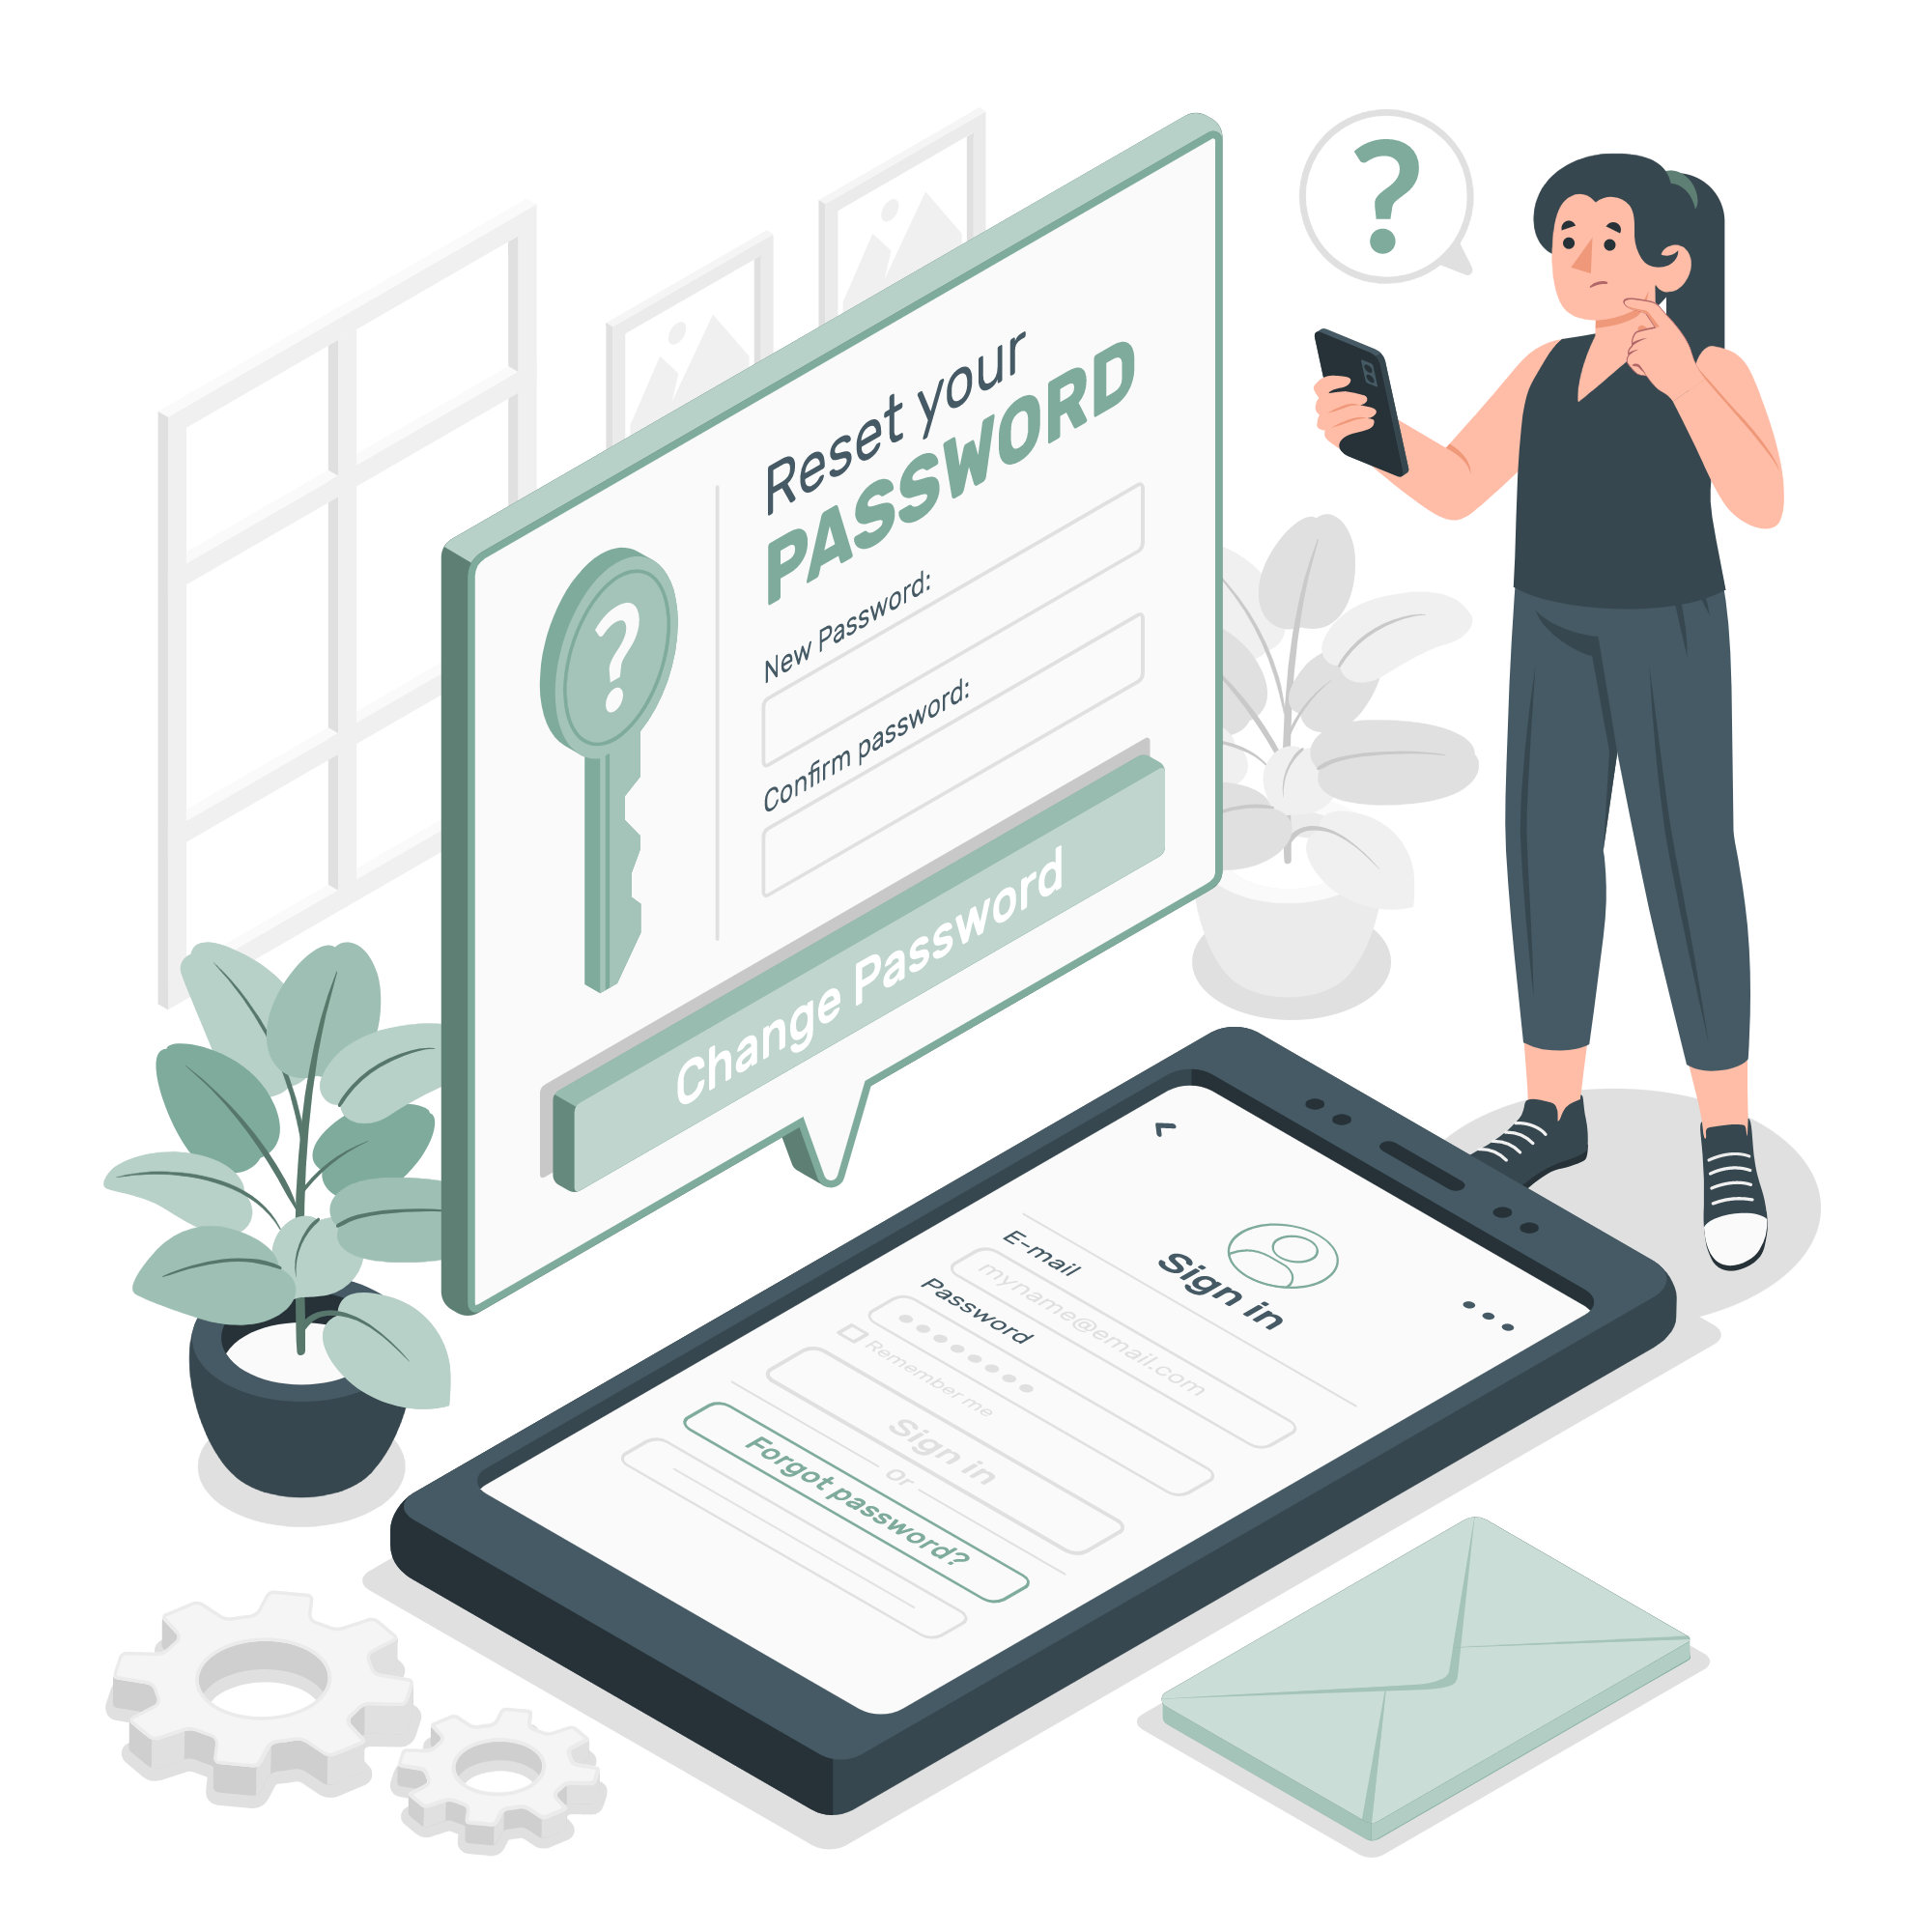 ?
Reset your
PASSWORD
?
New Password:
Confirm password:
Change Password
<
Sign in
E-mail
myname@email.com
Password
Remember me
Sign in
Or
Forgot password?